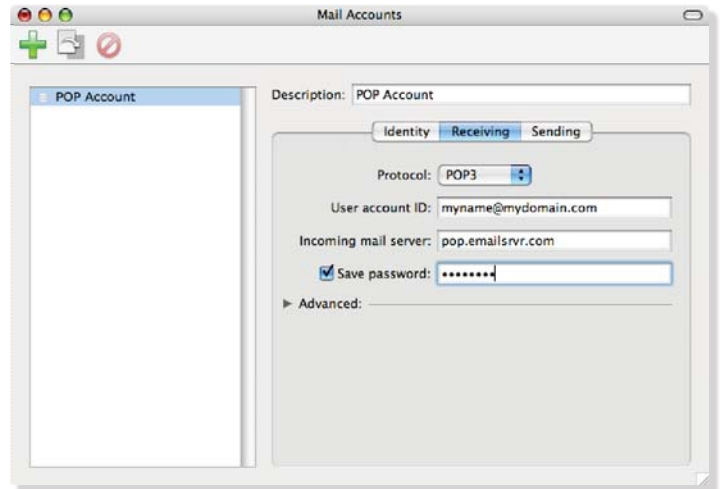 Mail Accounts
POP Account
Description: POP Account
Identity Receiving Sending
Protocol: POP3
User account ID: myname@mydomain.com
Incoming mail server: pop.emailsrvr.com
Save password: ••••••••
Advanced: